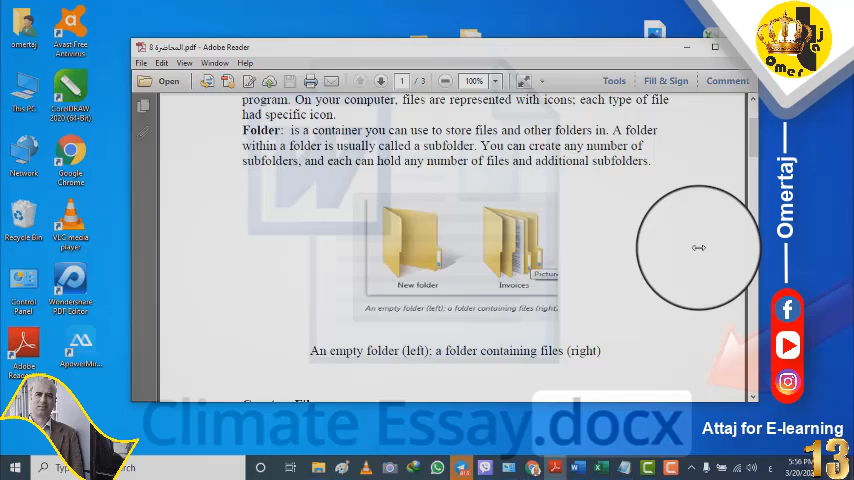 omertaj
Avast Free
Antivirus
This PC
CorelDRAW
2020 (64-Bit)
Network
Google
Chrome
Recycle Bin
VLC media
player
Control
Panel
Wondershare
PDF Editor
Adobe
ApowerMir...
المحاضرة 8.pdf - Adobe Reader
File Edit View Window Help
Open
1 / 3
100%
Tools Fill & Sign Comment
program. On your computer, files are represented with icons; each type of file
had specific icon.
Folder: is a container you can use to store files and other folders in. A folder
within a folder is usually called a subfolder. You can create any number of
subfolders, and each can hold any number of files and additional subfolders.
New folder
Invoices
An empty folder (left); a folder containing files (right)
An empty folder (left); a folder containing files (right)
Climate Essay.docx
Omer
taj
Omertaj
Attaj for E-learning
5:56 PM
13